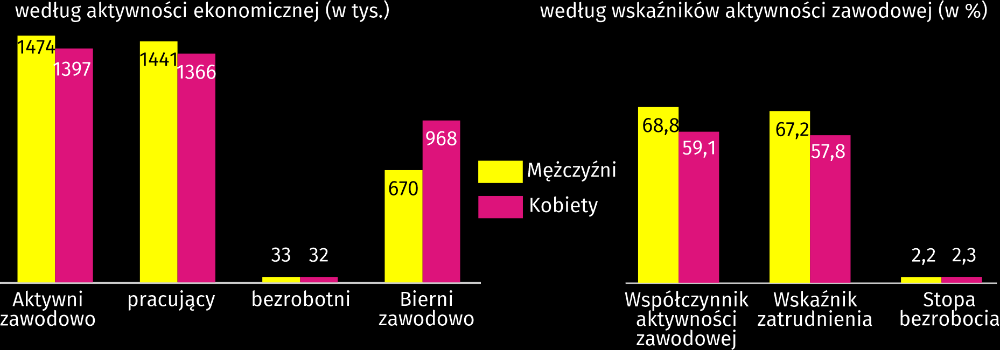 według aktywności ekonomicznej (w tys.)
1474
1397
1441
1366
33
32
670
968
Aktywni
zawodowo
pracujący
bezrobotni
Bierni
zawodowo
Mężczyźni
Kobiety
według wskaźników aktywności zawodowej (w %)
68,8
59,1
67,2
57,8
2,2
2,3
Współczynnik
aktywności
zawodowej
Wskaźnik
zatrudnienia
Stopa
bezrobocia